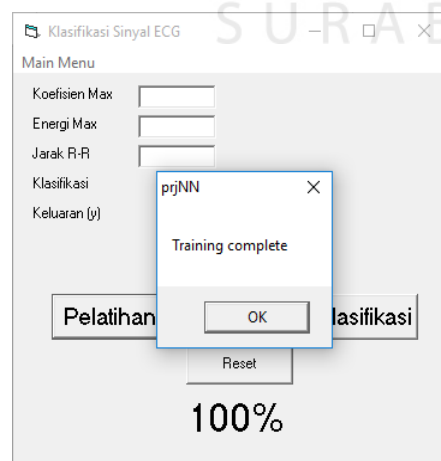 SURAB
Klasifikasi Sinyal ECG
Main Menu
Koefisien Max
Energi Max
Jarak R-R
Klasifikasi
Keluaran (y)
prjNN
Training complete
OK
Pelatihan
lasifikasi
Reset
100%